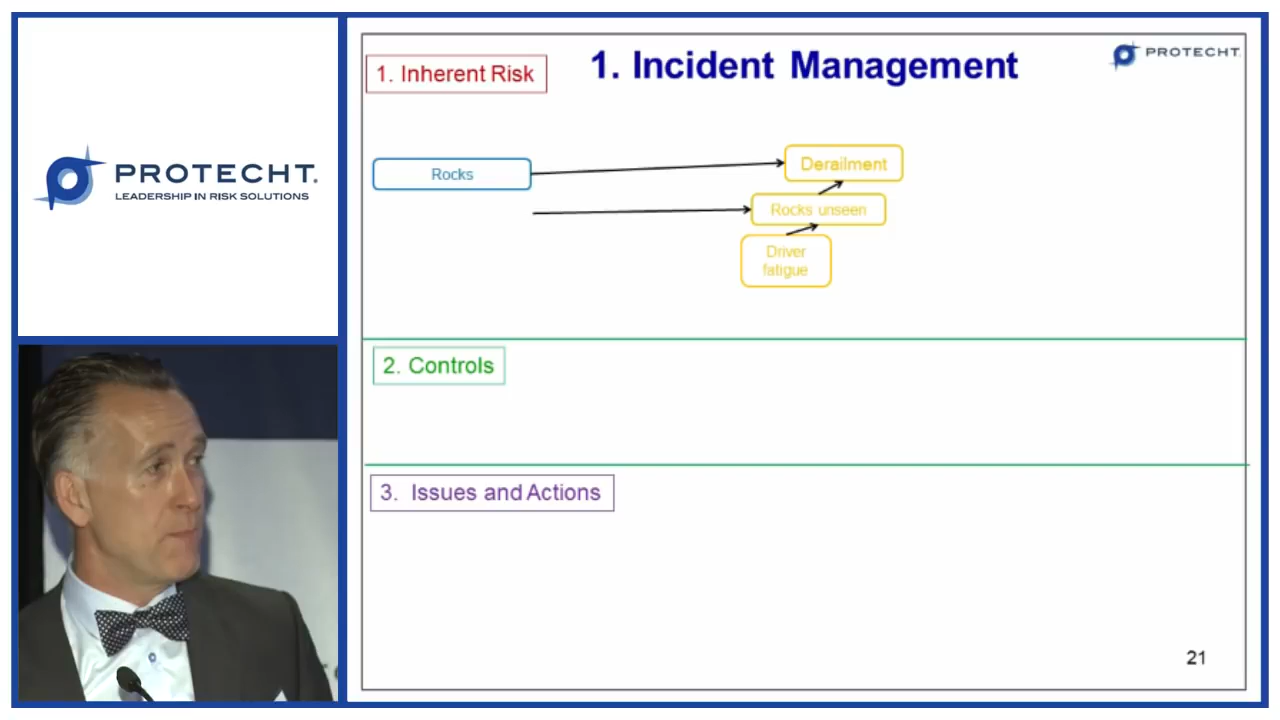 PROTECHT.
LEADERSHIP IN RISK SOLUTIONS
1. Inherent Risk
1. Incident Management
PROTECHT.
Rocks
Derailment
Rocks unseen
Driver
fatigue
2. Controls
3. Issues and Actions
21